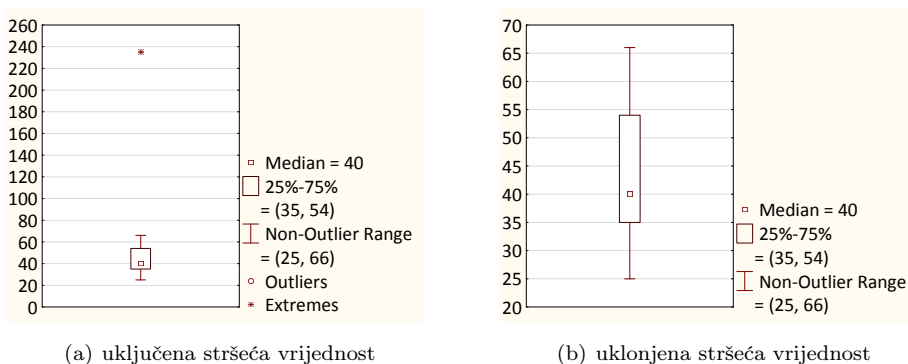 260
240
220
200
180
160
140
120
100
80
60
40
20
0
Median = 40
25%-75%
= (35, 54)
Non-Outlier Range
= (25, 66)
Outliers
Extremes
(a) uključena stršeća vrijednost
70
65
60
55
50
45
40
35
30
25
20
Median = 40
25%-75%
= (35, 54)
Non-Outlier Range
= (25, 66)
(b) uklonjena stršeća vrijednost